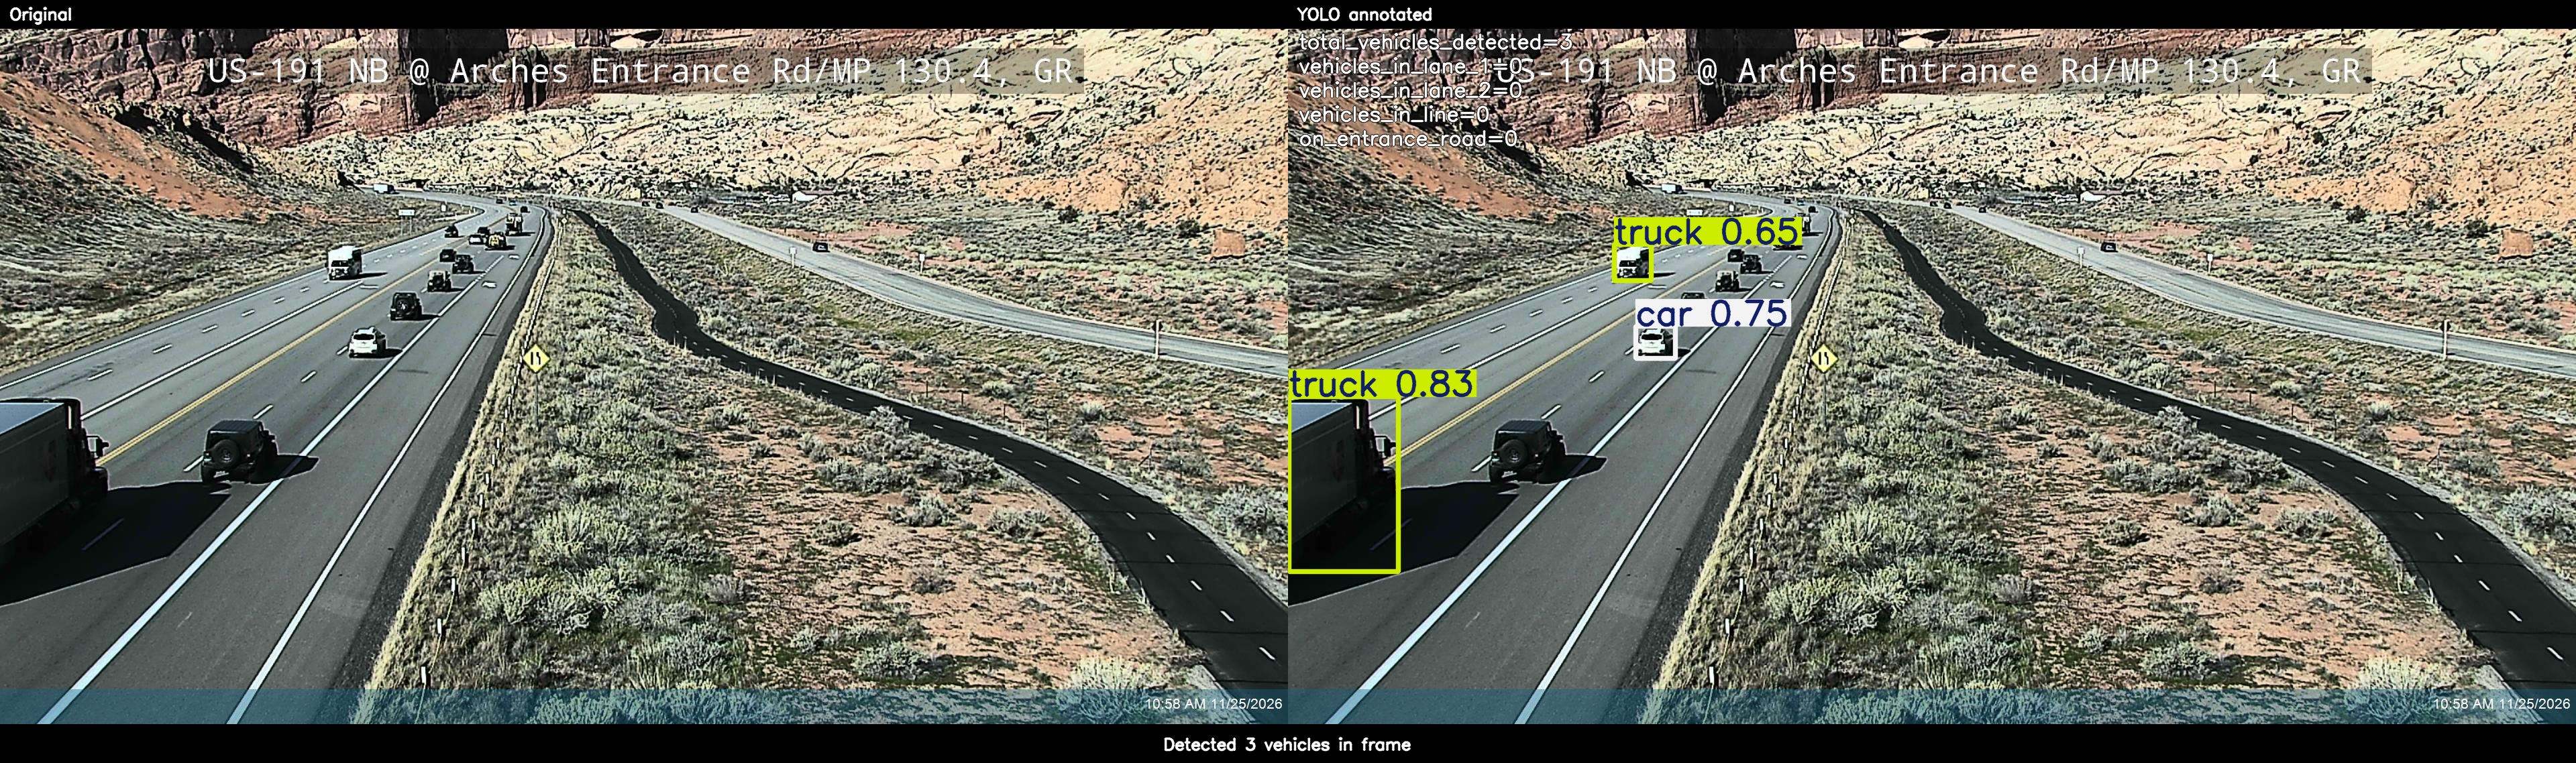 Original
US-191 NB @ Arches Entrance Rd/MP 130.4, GR
10:58 AM 11/25/2026
YOLO annotated
total_vehicles_detected=3
vehicles_in_lane_1=0
US-191 NB @ Arches Entrance Rd/MP 130.4, GR
vehicles_in_lane_2=0
vehicles_in_line=0
on_entrance_road=0
truck 0.65
car 0.75
truck 0.83
10:58 AM 11/25/2026
Detected 3 vehicles in frame